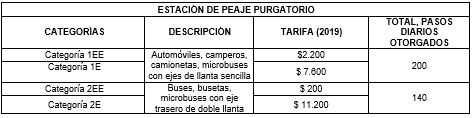 ESTACIÓN DE PEAJE PURGATORIO
CATEGORÍAS DESCRIPCIÓN TARIFA (2019) TOTAL, PASOS DIARIOS OTORGADOS
Categoría 1EE Automóviles, camperos, camionetas, microbuses con ejes de llanta sencilla $2.200 200
Categoría 1E $ 7.600
Categoría 2EE Buses, busetas, microbuses con eje trasero de doble llanta $ 200 140
Categoría 2E $ 11.200